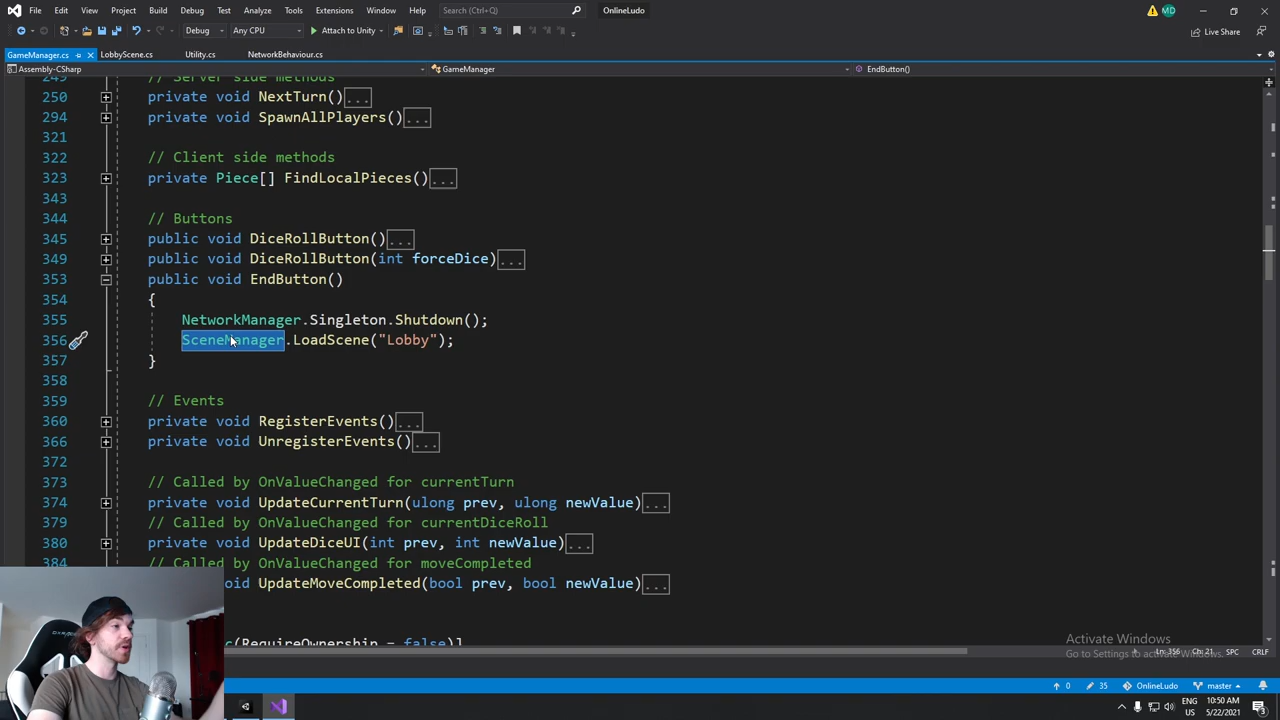 File Edit View Git Project Build Debug Test Analyze Tools Extensions Window Help Search (Ctrl+Q) OnlineLudo MD
Debug Any CPU Attach to Unity Live Share
GameManager.cs LobbyScene.cs Utility.cs NetworkBehaviour.cs
Assembly-CSharp GameManager EndButton()
249 // Server side methods
250 private void NextTurn()...
294 private void SpawnAllPlayers()...
321
322 // Client side methods
323 private Piece[] FindLocalPieces()...
343
344 // Buttons
345 public void DiceRollButton()...
349 public void DiceRollButton(int forceDice)...
353 public void EndButton()
354 {
355 NetworkManager.Singleton.Shutdown();
356 SceneManager.LoadScene("Lobby");
357 }
358
359 // Events
360 private void RegisterEvents()...
366 private void UnregisterEvents()...
372
373 // Called by OnValueChanged for currentTurn
374 private void UpdateCurrentTurn(ulong prev, ulong newValue)...
379 // Called by OnValueChanged for currentDiceRoll
380 private void UpdateDiceUI(int prev, int newValue)...
384 // Called by OnValueChanged for moveCompleted
void UpdateMoveCompleted(bool prev, bool newValue)...
c(RequireOwnership = false)]
Activate Windows
Go to Settings to activate Windows.
Ln: 356 Ch: 21 SPC CRLF
0 35 OnlineLudo master
ENG 10:50 AM
US 5/22/2021
3